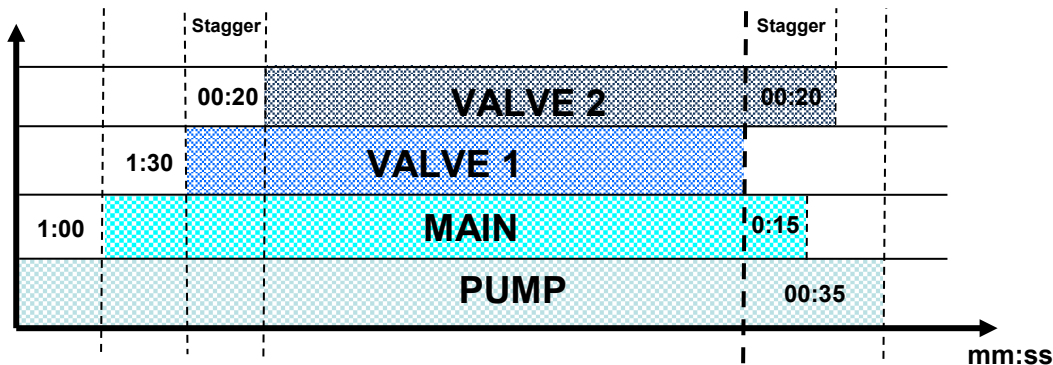 Stagger Stagger
00:20 VALVE 2 00:20
1:30 VALVE 1
1:00 MAIN 0:15
PUMP 00:35
mm:ss